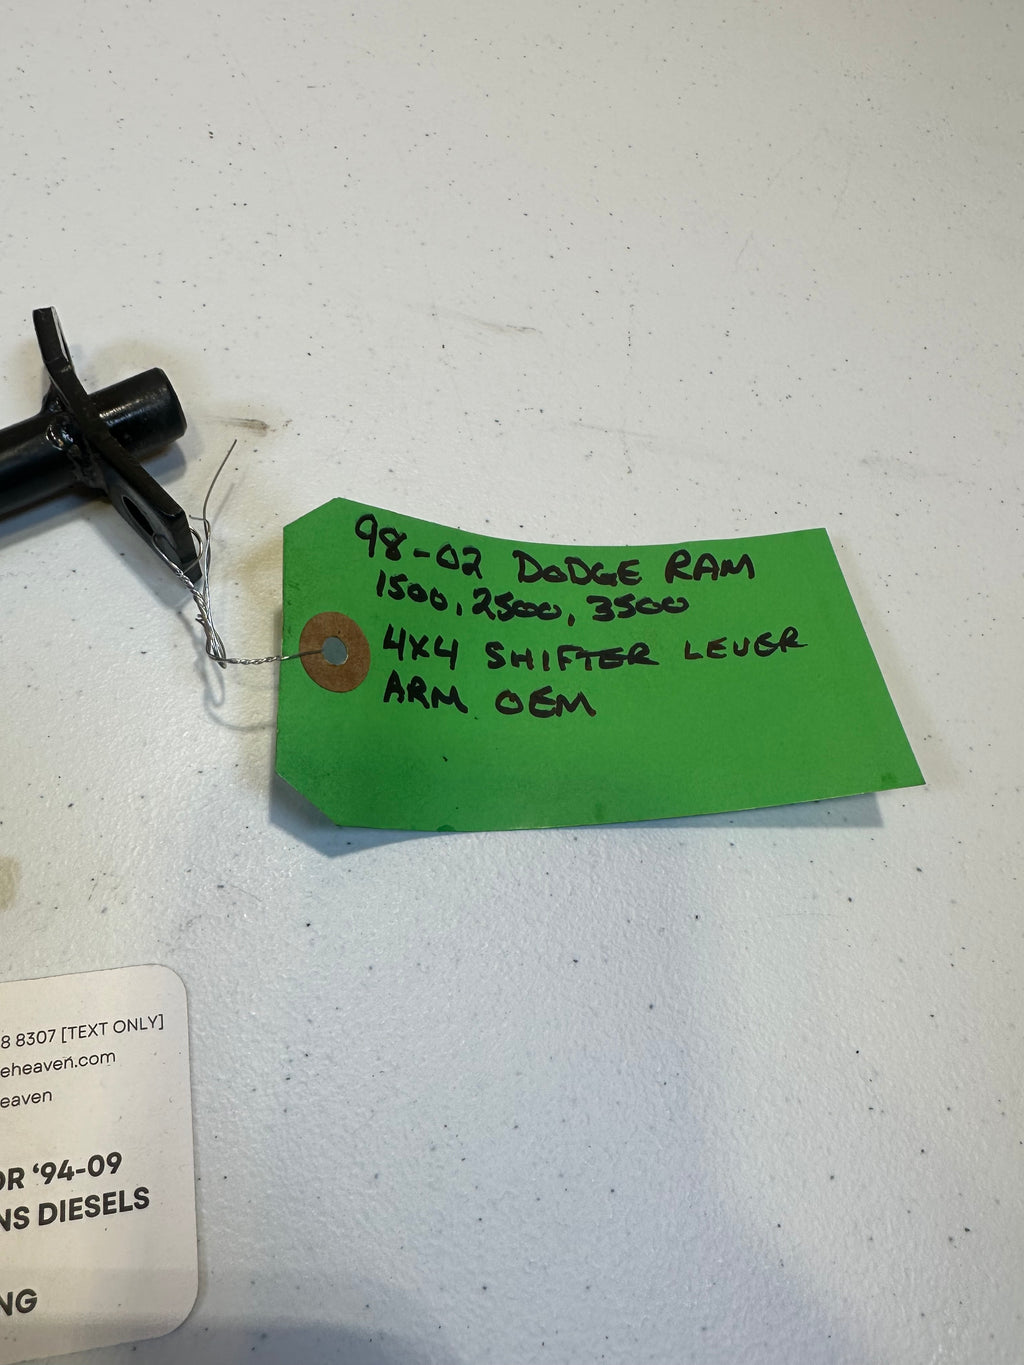 98-02 DODGE RAM
1500, 2500, 3500
4X4 SHIFTER LEVER
ARM OEM
8 8307 [TEXT ONLY]
eheaven.com
eaven
OR ‘94-09
NS DIESELS
NG